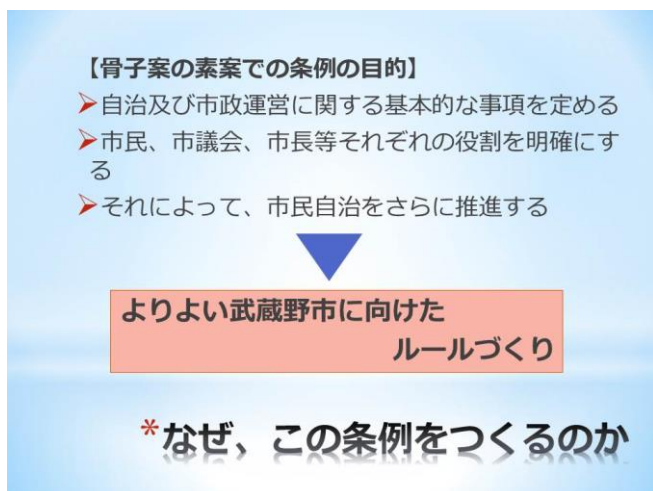 【骨子案の素案での条例の目的】
➢自治及び市政運営に関する基本的な事項を定める
➢市民、市議会、市長等それぞれの役割を明確にす
る
➢それによって、市民自治をさらに推進する
よりよい武蔵野市に向けた
ルールづくり
*なぜ、この条例をつくるのか